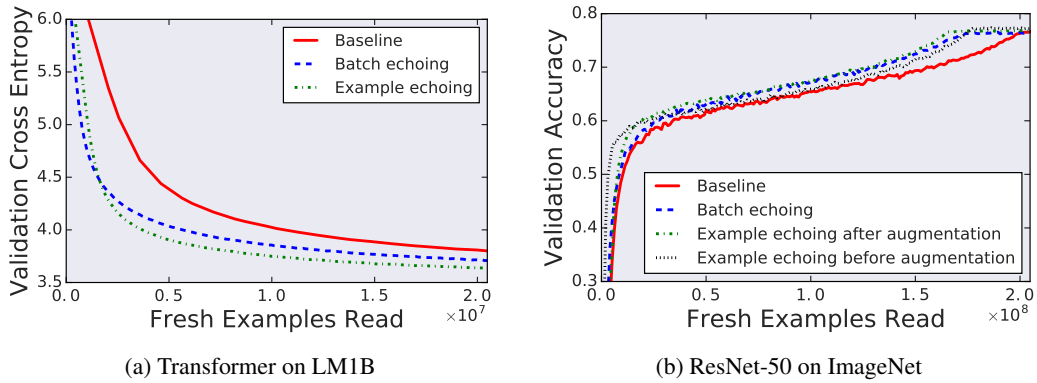 Validation Cross Entropy
6.0
5.5
5.0
4.5
4.0
3.5
Baseline
Batch echoing
Example echoing
0.0 0.5 1.0 1.5 2.0
×10⁷
Fresh Examples Read
(a) Transformer on LM1B
Validation Accuracy
0.8
0.7
0.6
0.5
0.4
0.3
Baseline
Batch echoing
Example echoing after augmentation
Example echoing before augmentation
0.0 0.5 1.0 1.5 2.0
×10⁸
Fresh Examples Read
(b) ResNet-50 on ImageNet